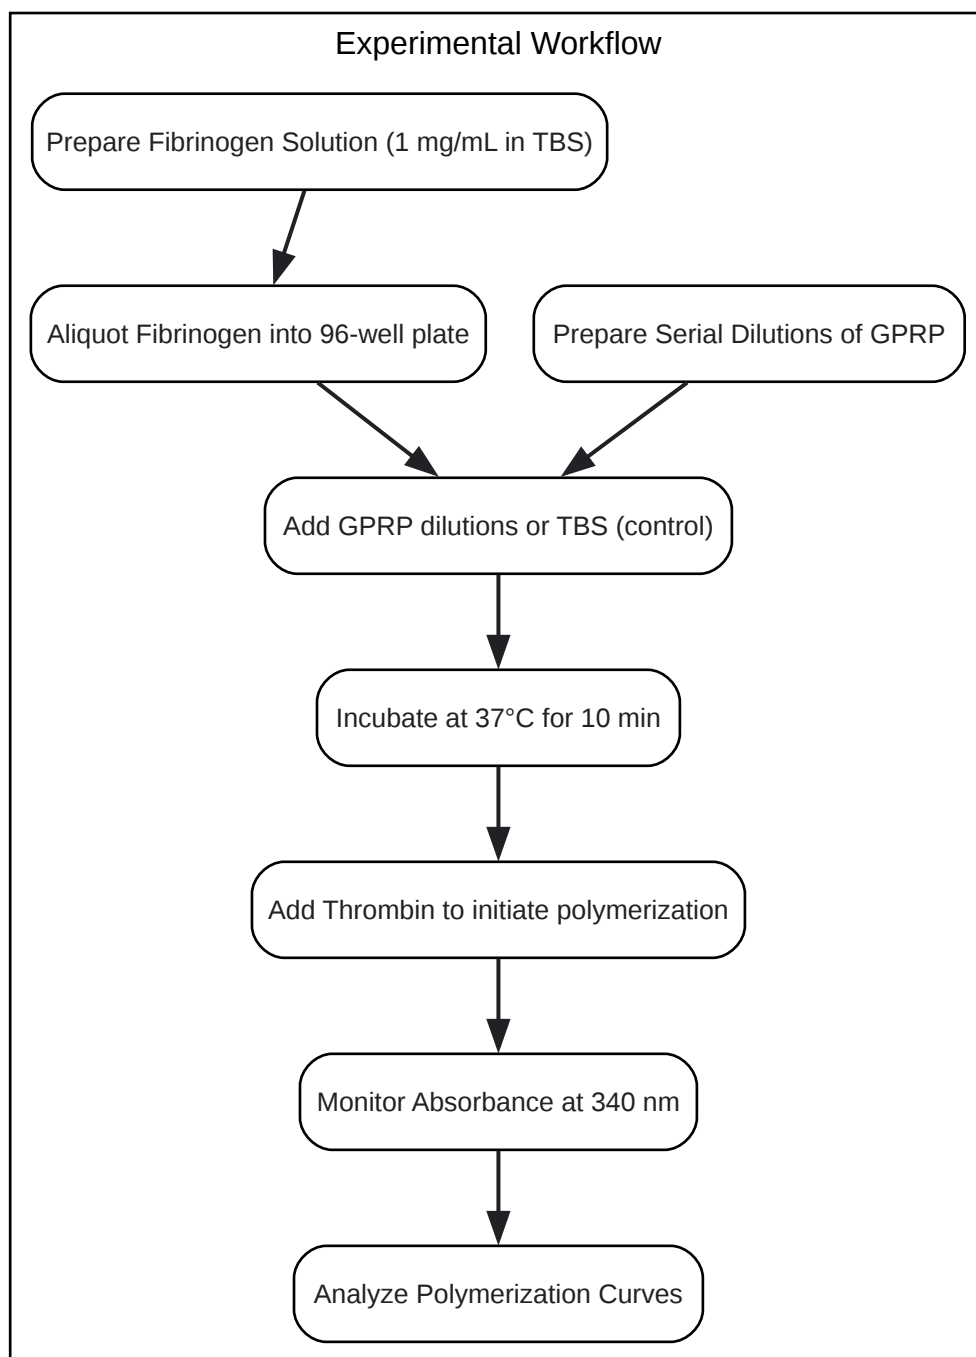 Experimental Workflow
Prepare Fibrinogen Solution (1 mg/mL in TBS)
Aliquot Fibrinogen into 96-well plate
Prepare Serial Dilutions of GPRP
Add GPRP dilutions or TBS (control)
Incubate at 37°C for 10 min
Add Thrombin to initiate polymerization
Monitor Absorbance at 340 nm
Analyze Polymerization Curves